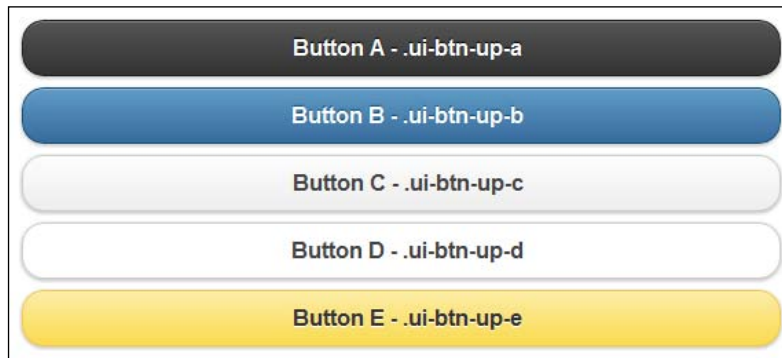 Button A - .ui-btn-up-a
Button B - .ui-btn-up-b
Button C - .ui-btn-up-c
Button D - .ui-btn-up-d
Button E - .ui-btn-up-e